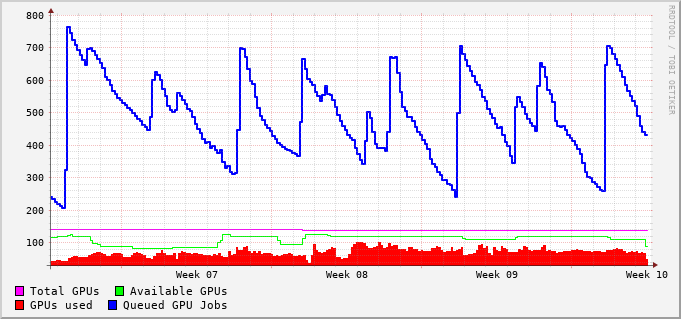 800
700
600
500
400
300
200
100
Week 07 Week 08 Week 09 Week 10
Total GPUs Available GPUs
GPUs used Queued GPU Jobs
RRDTOOL / TOBI OETIKER